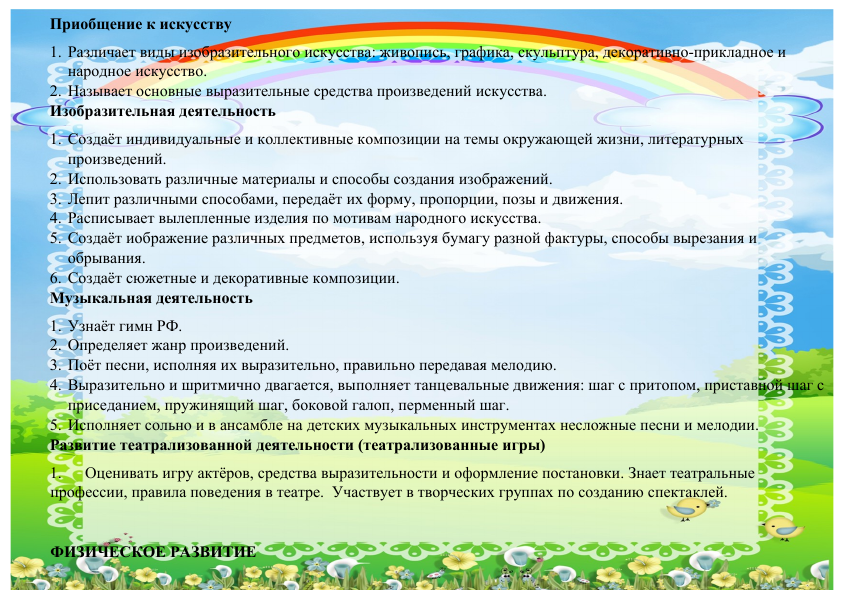 Приобщение к искусству
1. Различает виды изобразительного искусства: живопись, графика, скульптура, декоративно-прикладное и
народное искусство.
2. Называет основные выразительные средства произведений искусства.
Изобразительная деятельность
1. Создаёт индивидуальные и коллективные композиции на темы окружающей жизни, литературных
произведений.
2. Использовать различные материалы и способы создания изображений.
3. Лепит различными способами, передаёт их форму, пропорции, позы и движения.
4. Расписывает вылепленные изделия по мотивам народного искусства.
5. Создаёт иображение различных предметов, используя бумагу разной фактуры, способы вырезания и
обрывания.
6. Создаёт сюжетные и декоративные композиции.
Музыкальная деятельность
1. Узнаёт гимн РФ.
2. Определяет жанр произведений.
3. Поёт песни, исполняя их выразительно, правильно передавая мелодию.
4. Выразительно и шритмично двагается, выполняет танцевальные движения: шаг с притопом, приставной шаг с
приседанием, пружинящий шаг, боковой галоп, перменный шаг.
5. Исполняет сольно и в ансамбле на детских музыкальных инструментах несложные песни и мелодии.
Развитие театрализованной деятельности (театрализованные игры)
1. Оценивать игру актёров, средства выразительности и оформление постановки. Знает театральные
профессии, правила поведения в театре. Участвует в творческих группах по созданию спектаклей.
ФИЗИЧЕСКОЕ РАЗВИТИЕ